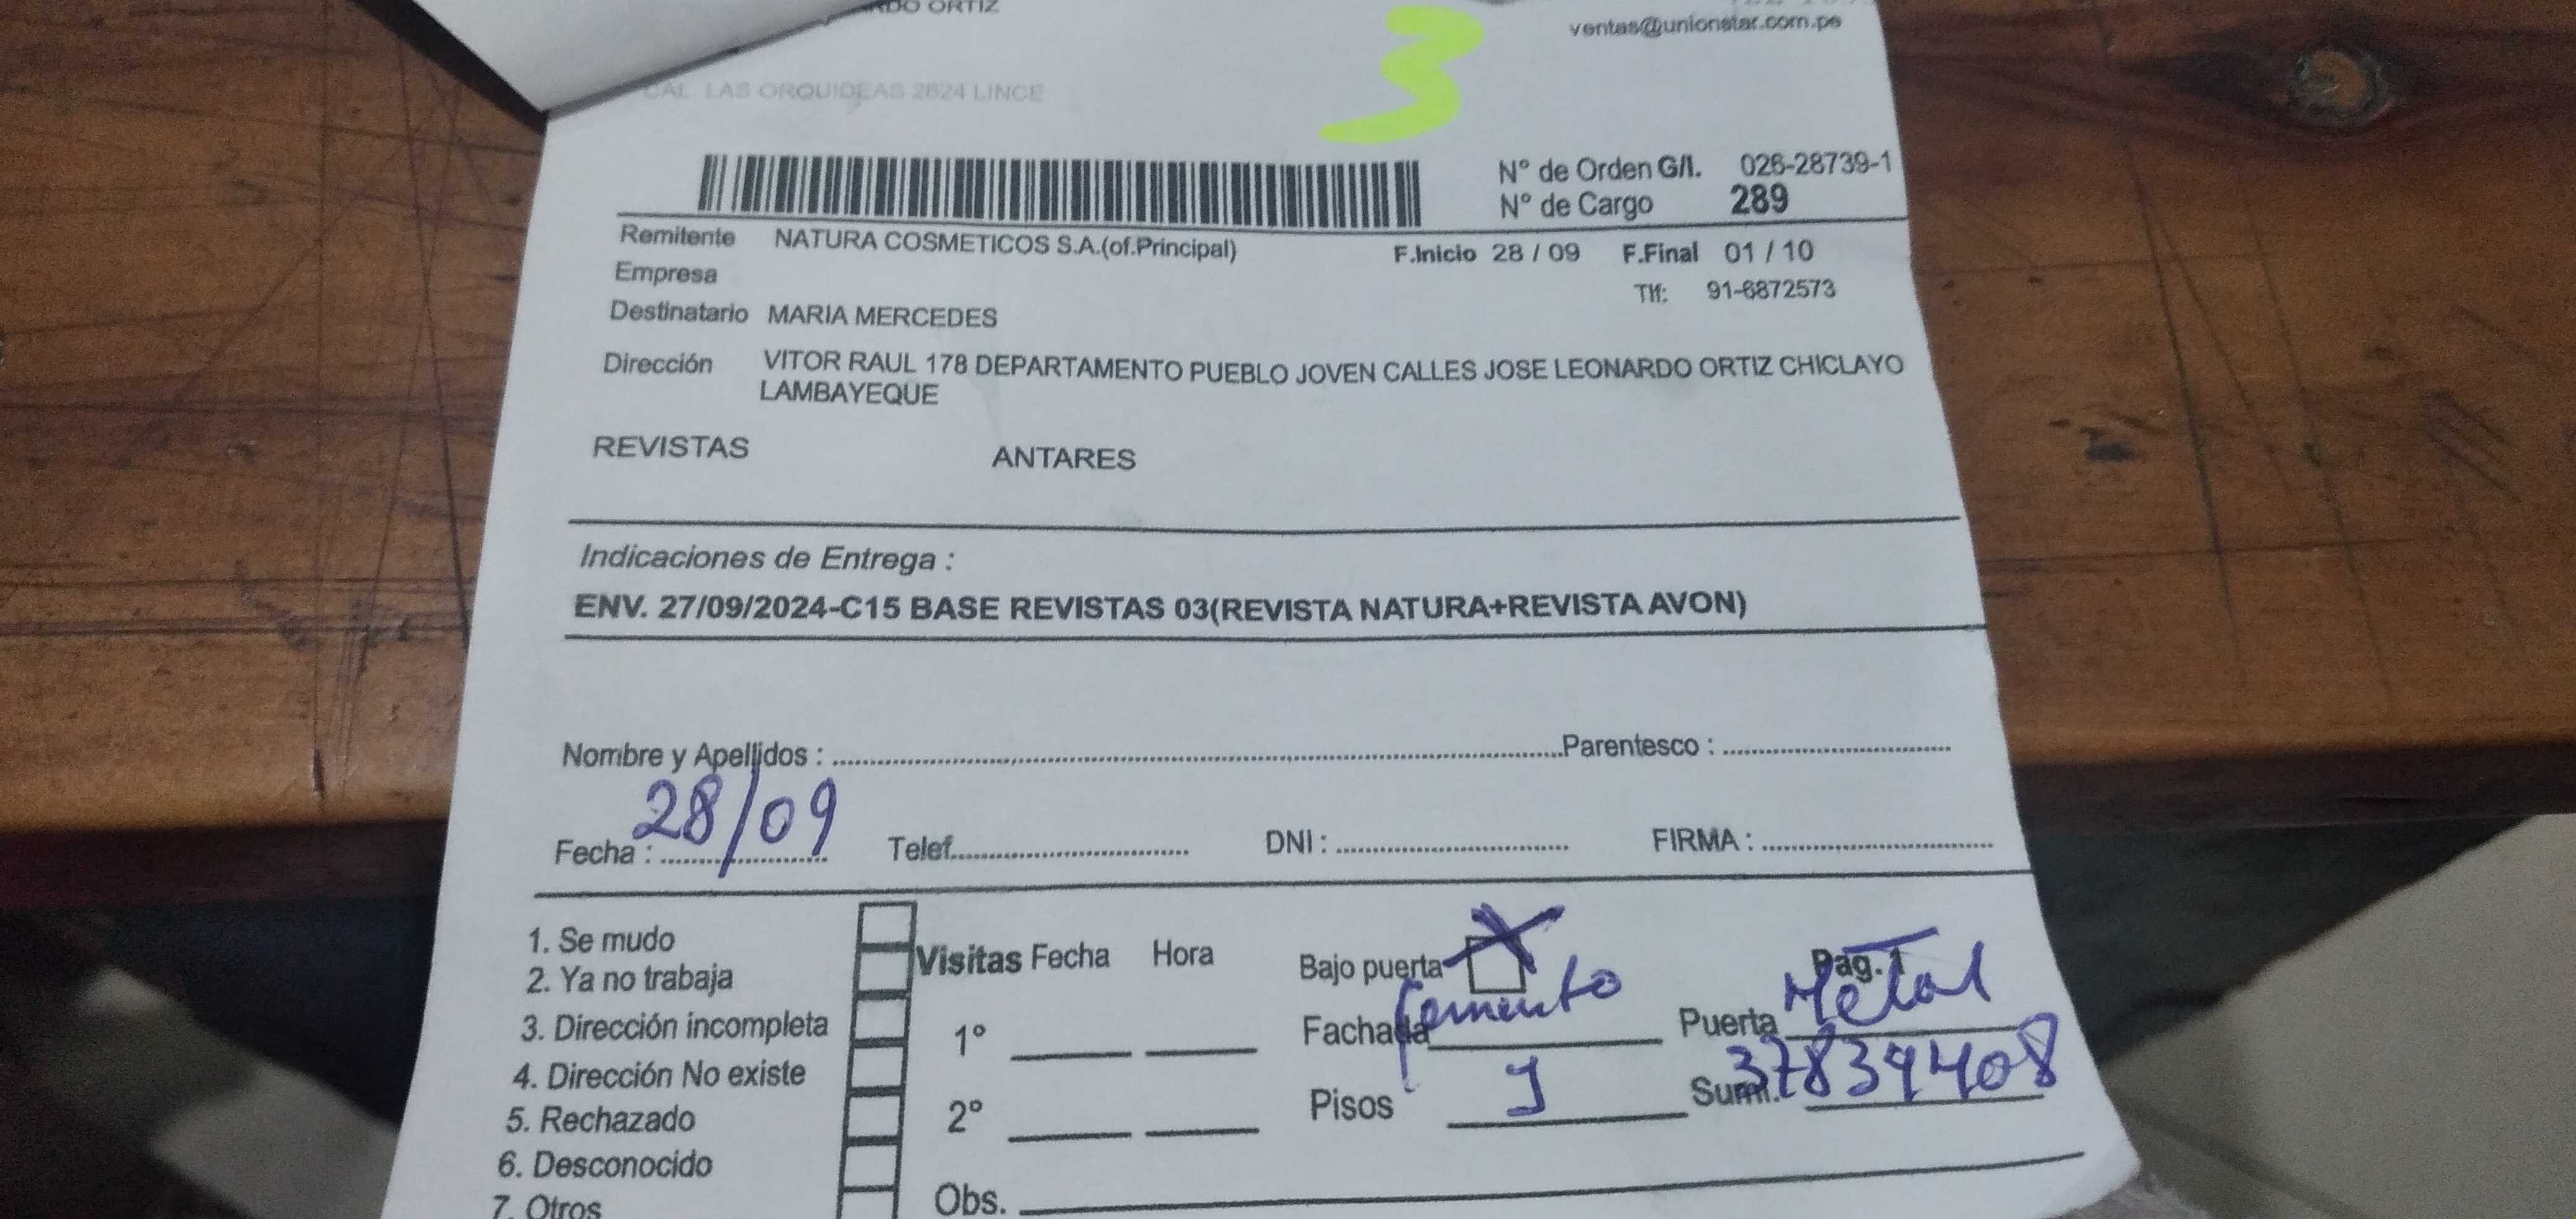 ORTIZ
ventas@unionstar.com.pe
3
CAL. LAS ORQUIDEAS 2624 LINCE
N° de Orden G/I. 026-28739-1
N° de Cargo 289
Remitente NATURA COSMETICOS S.A.(of.Principal) F.Inicio 28 / 09 F.Final 01 / 10
Empresa
Tlf: 91-6872573
Destinatario MARIA MERCEDES
Dirección VITOR RAUL 178 DEPARTAMENTO PUEBLO JOVEN CALLES JOSE LEONARDO ORTIZ CHICLAYO
LAMBAYEQUE
REVISTAS ANTARES
Indicaciones de Entrega :
ENV. 27/09/2024-C15 BASE REVISTAS 03(REVISTA NATURA+REVISTA AVON)
Nombre y Apellidos : Parentesco :
Fecha : 28/09 Telef. DNI : FIRMA :
1. Se mudo
2. Ya no trabaja
3. Dirección incompleta
4. Dirección No existe
5. Rechazado
6. Desconocido
7. Otros
Visitas Fecha Hora
1°
2°
Obs.
Bajo puerta X Pag. 1
Fachada Cemento Puerta Metal
Pisos 1 Sumi. 37839408